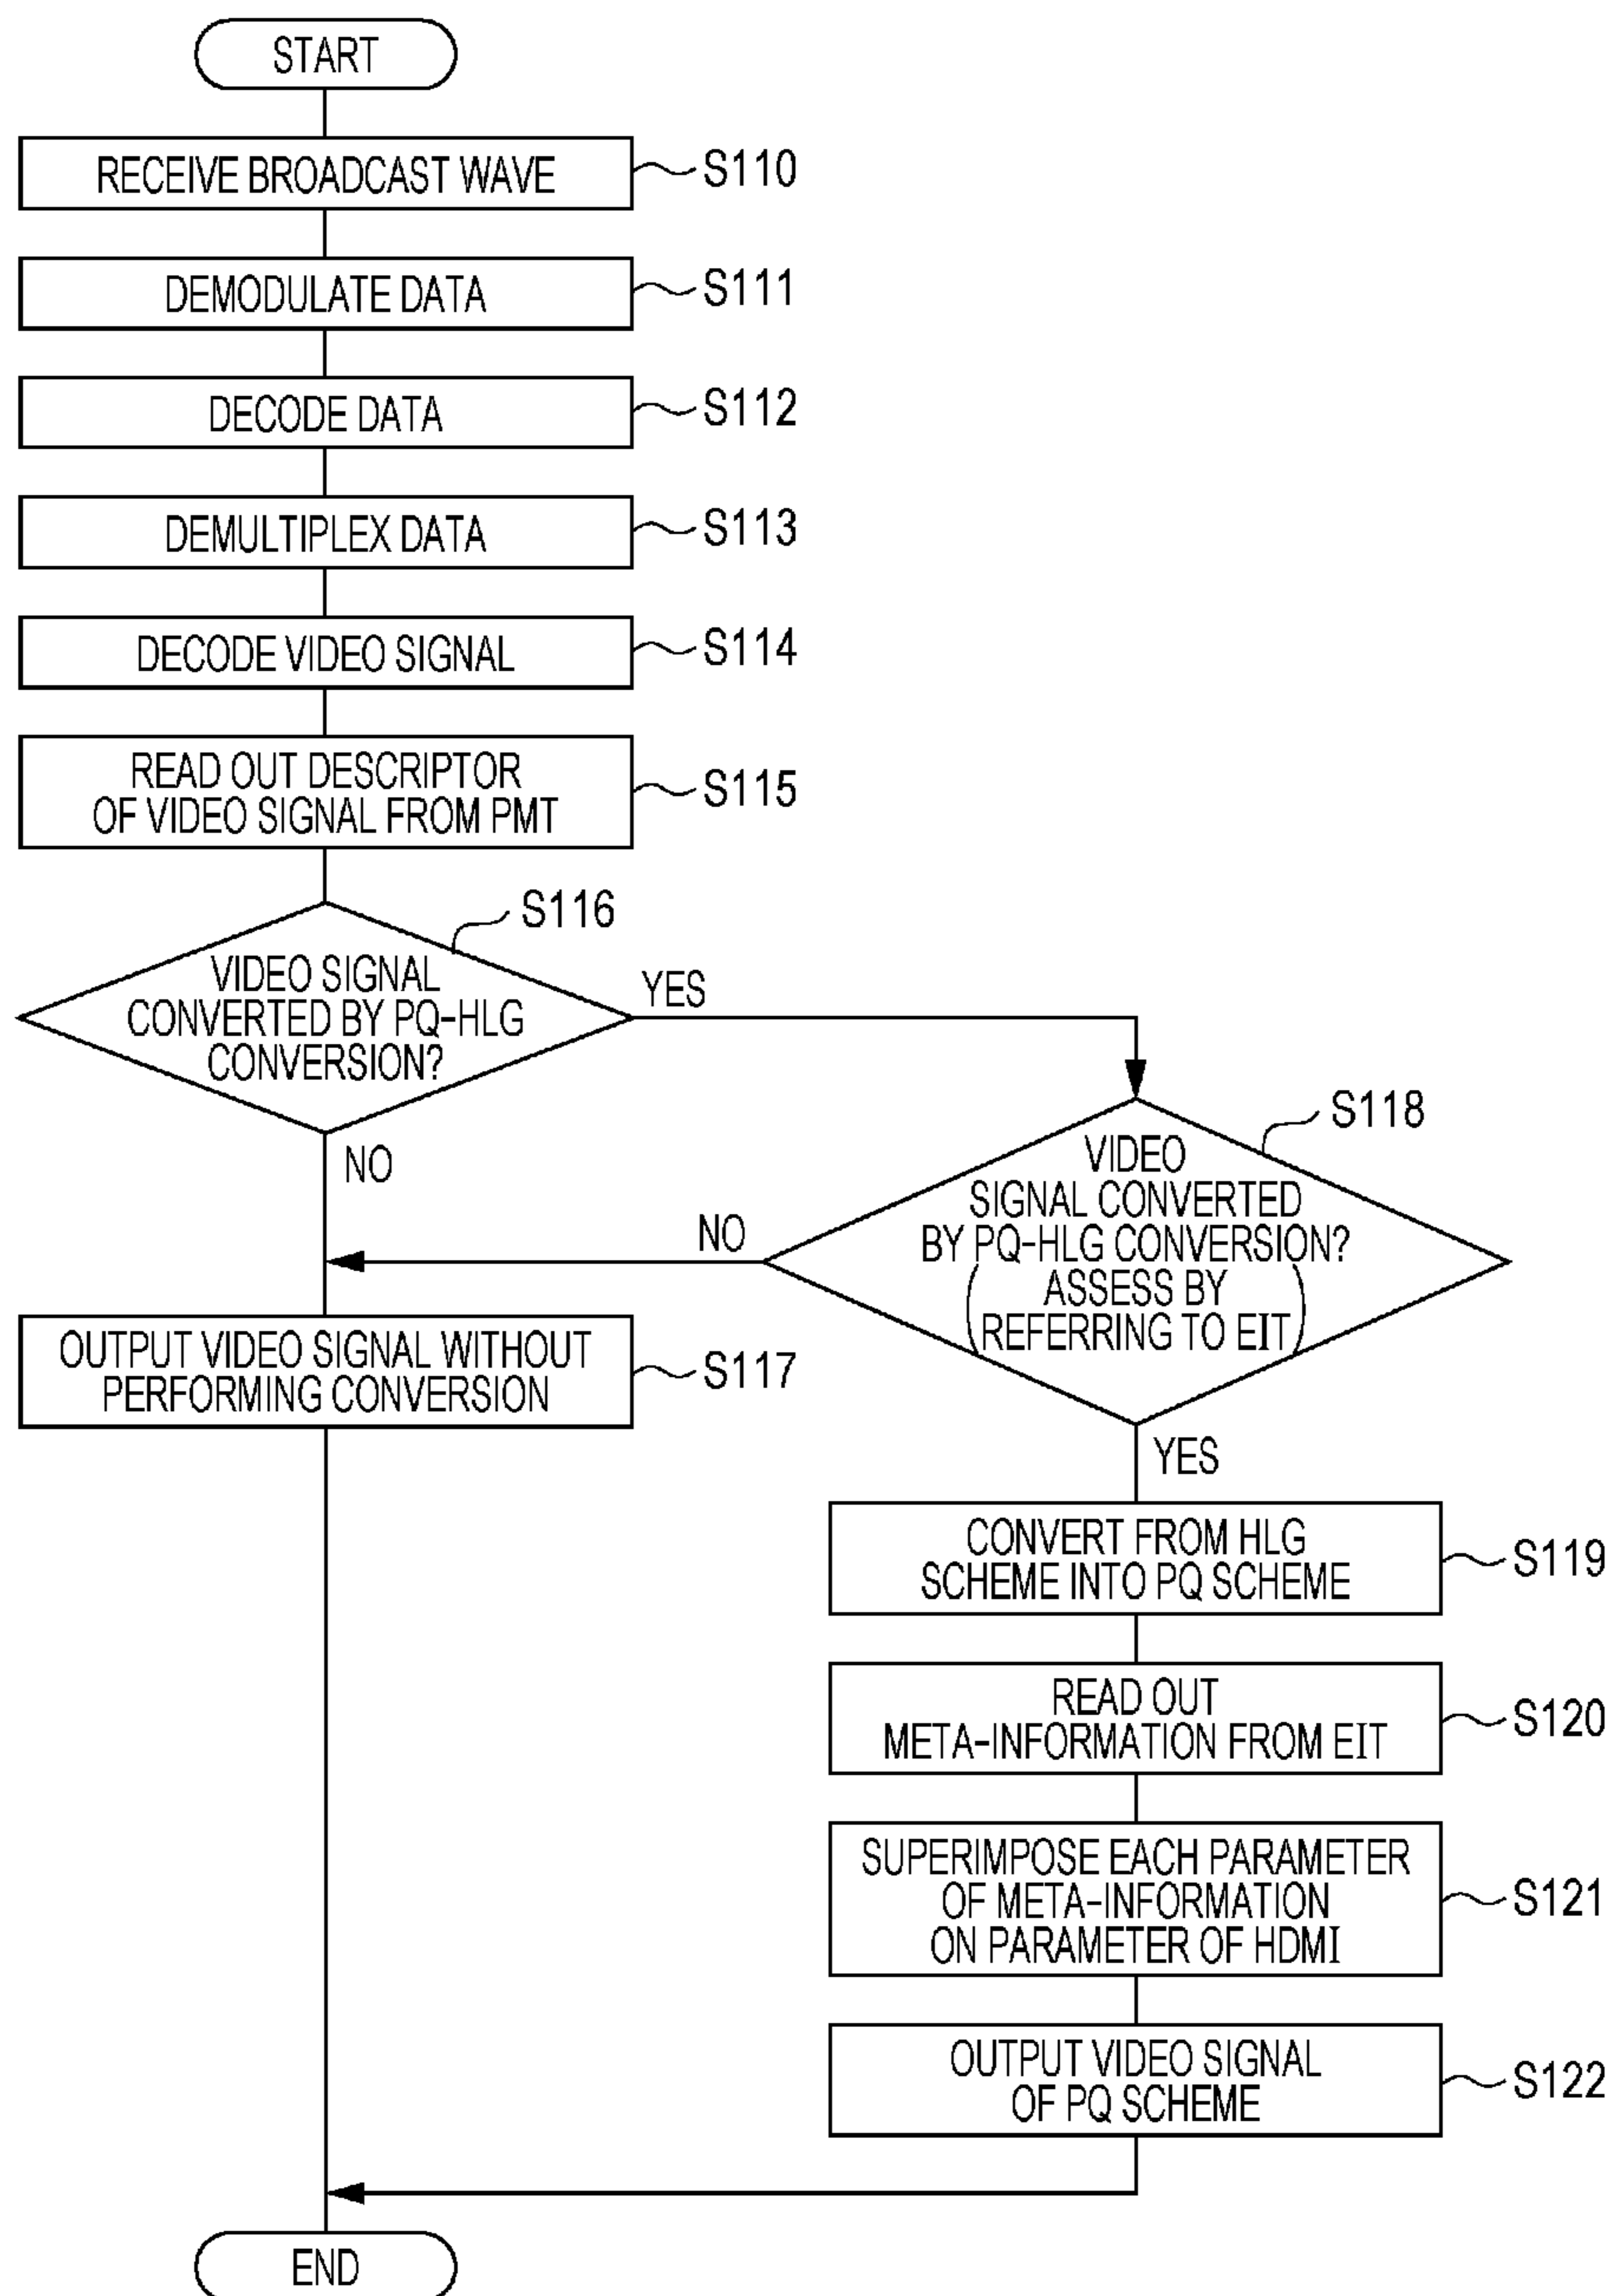 START
RECEIVE BROADCAST WAVE
S110
DEMODULATE DATA
S111
DECODE DATA
S112
DEMULTIPLEX DATA
S113
DECODE VIDEO SIGNAL
S114
READ OUT DESCRIPTOR
OF VIDEO SIGNAL FROM PMT
S115
S116
VIDEO SIGNAL
CONVERTED BY PQ-HLG
CONVERSION?
YES
NO
S118
VIDEO
SIGNAL CONVERTED
BY PQ-HLG CONVERSION?
ASSESS BY
REFERRING TO EIT
NO
YES
OUTPUT VIDEO SIGNAL WITHOUT
PERFORMING CONVERSION
S117
CONVERT FROM HLG
SCHEME INTO PQ SCHEME
S119
READ OUT
META-INFORMATION FROM EIT
S120
SUPERIMPOSE EACH PARAMETER
OF META-INFORMATION
ON PARAMETER OF HDMI
S121
OUTPUT VIDEO SIGNAL
OF PQ SCHEME
S122
END